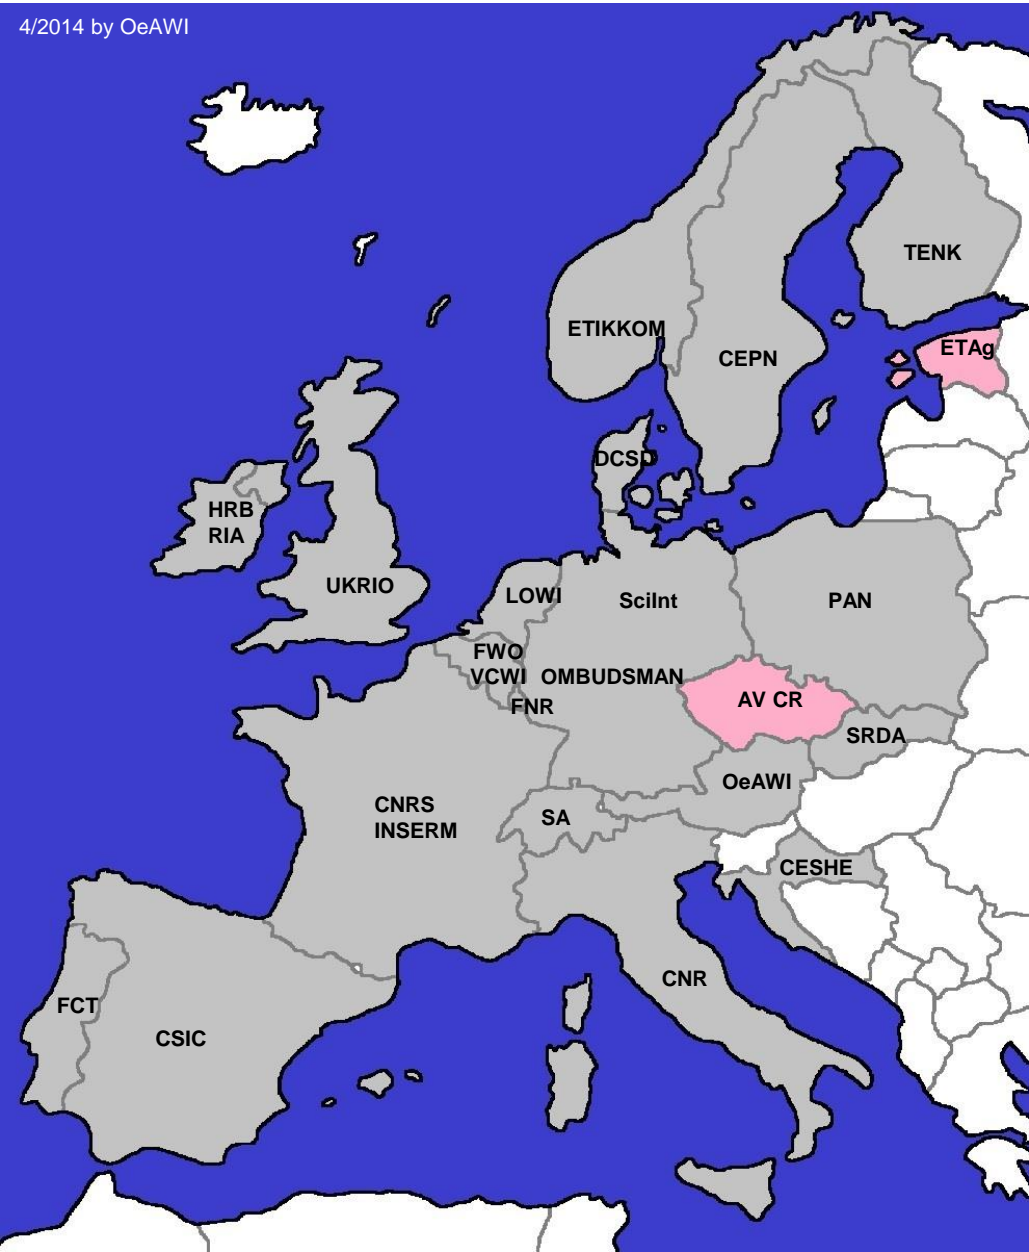 4/2014 by OeAWI
TENK
ETIKKOM
CEPN
ETAg
DCSD
HRB
RIA
UKRIO
LOWI
SciInt
PAN
FWO
VCWI
OMBUDSMAN
FNR
AV CR
SRDA
OeAWI
CNRS
INSERM
SA
CESHE
CNR
FCT
CSIC